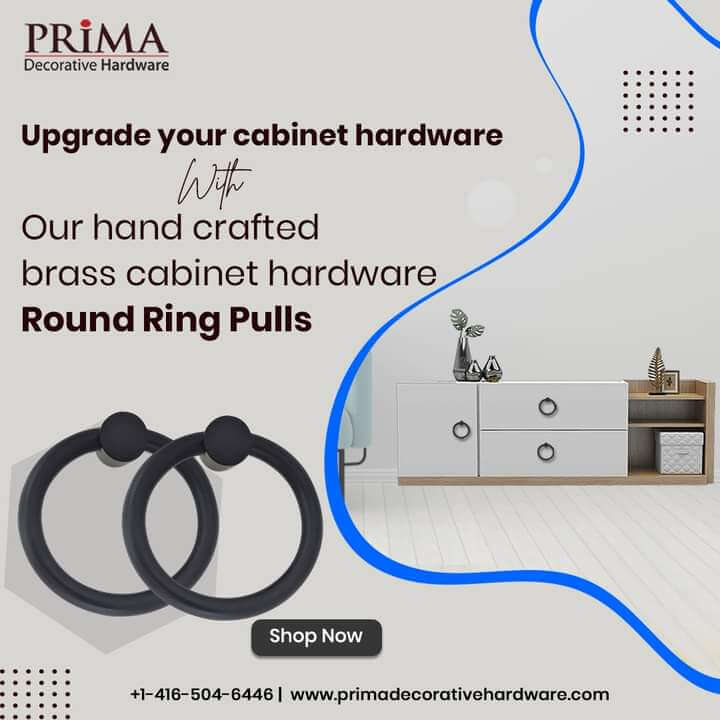 PRiMA
Decorative Hardware
Upgrade your cabinet hardware
With
Our hand crafted
brass cabinet hardware
Round Ring Pulls
Shop Now
+1-416-504-6446 | www.primadecorativehardware.com